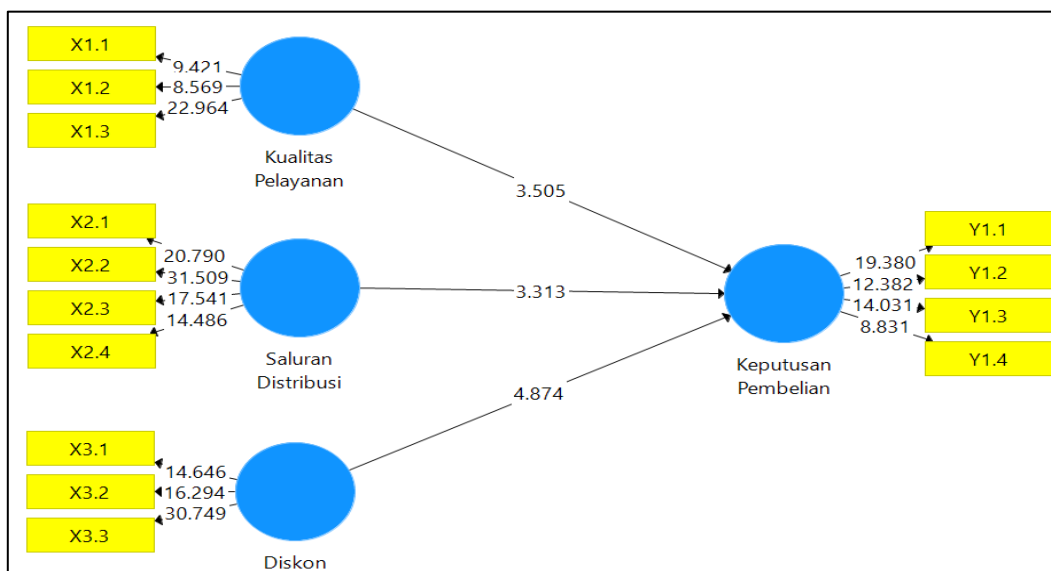 X1.1
9.421
X1.2
8.569
22.964
X1.3
Kualitas
Pelayanan
3.505
X2.1
20.790
X2.2
31.509
X2.3
17.541
14.486
X2.4
Saluran
Distribusi
3.313
X3.1
14.646
X3.2
16.294
30.749
X3.3
Diskon
4.874
Keputusan
Pembelian
Y1.1
19.380
Y1.2
12.382
14.031
Y1.3
8.831
Y1.4